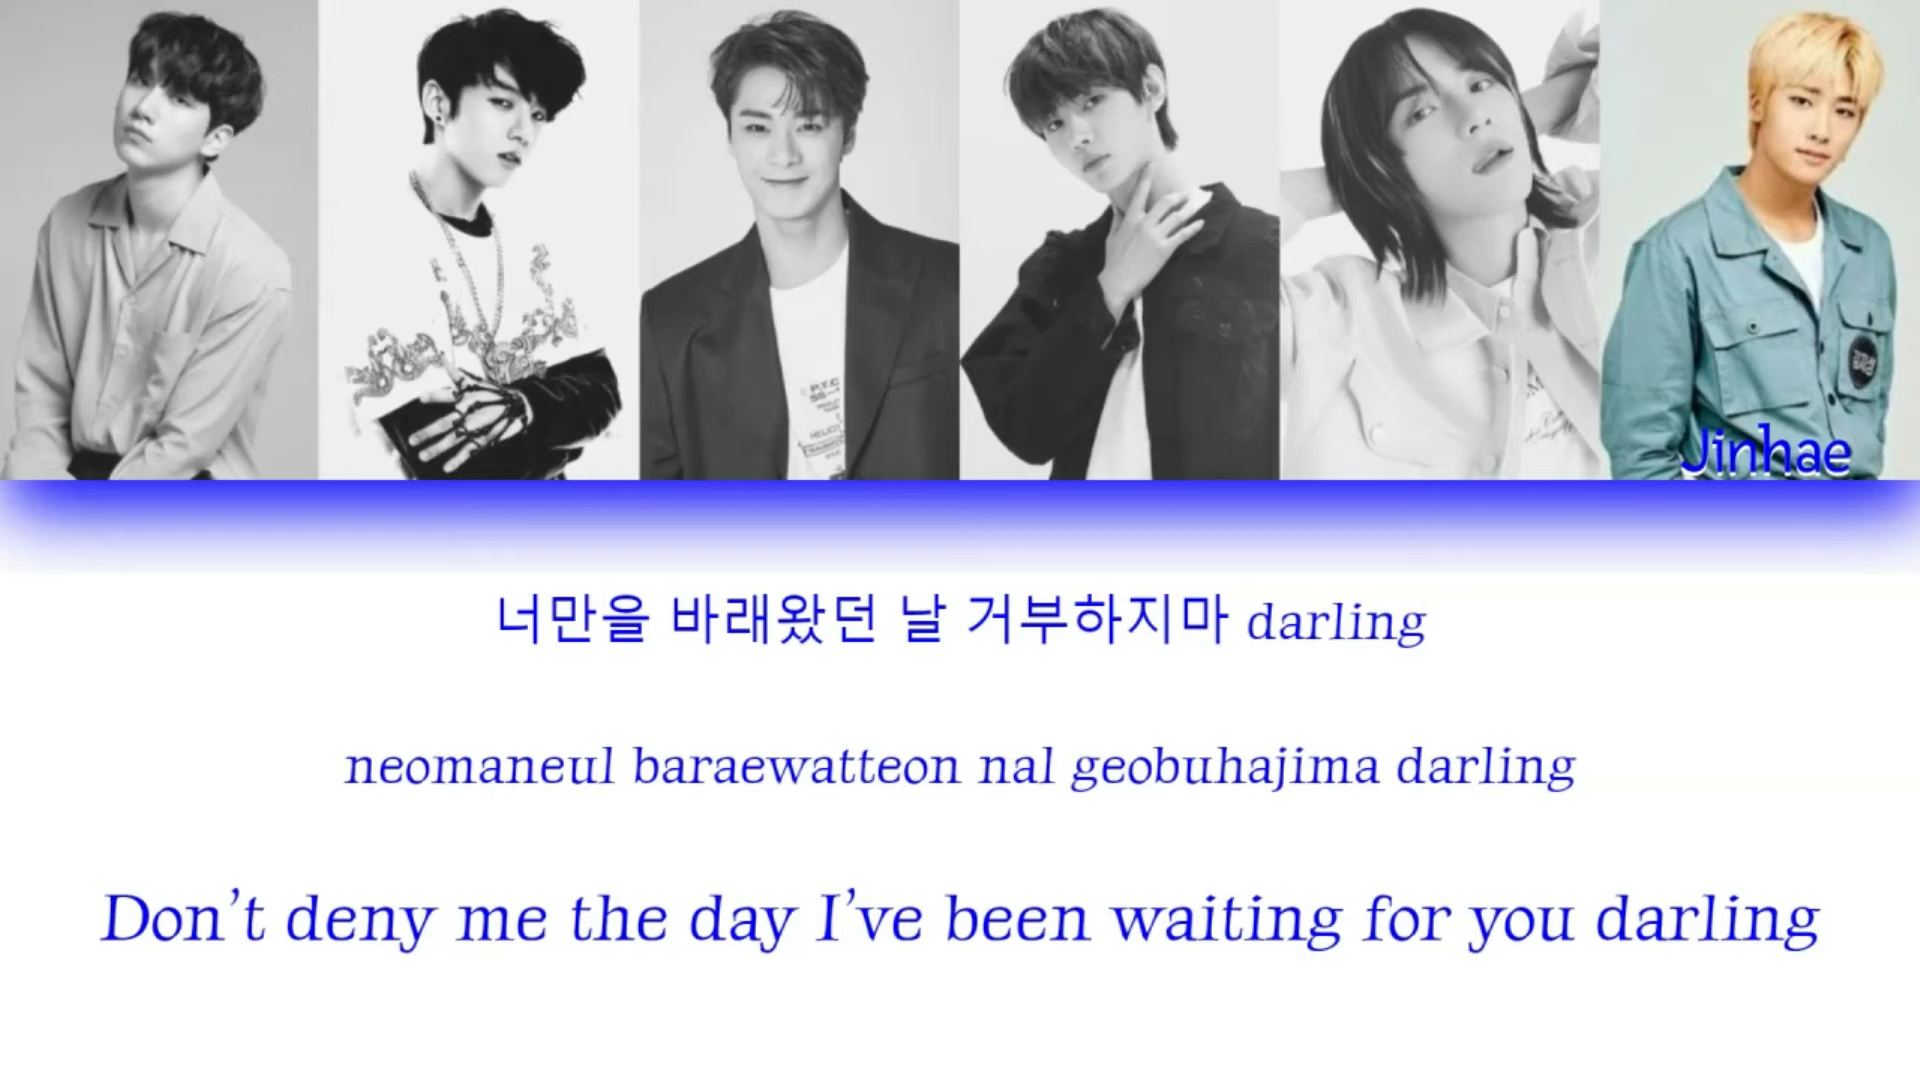 P.T.C
Jinhae
너만을 바래왔던 날 거부하지마 darling
neomaneul baraewatteon nal geobuhajima darling
Don't deny me the day I've been waiting for you darling